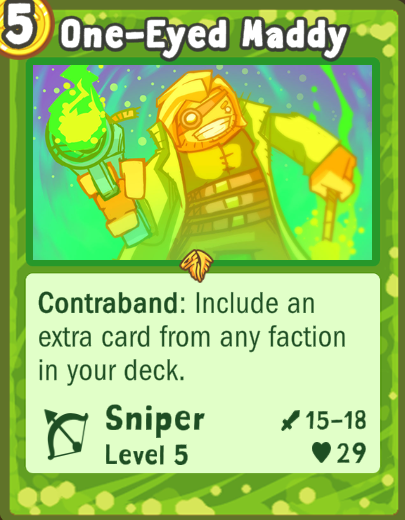 5
One-Eyed Maddy
Contraband: Include an
extra card from any faction
in your deck.
Sniper 15–18
Level 5 29